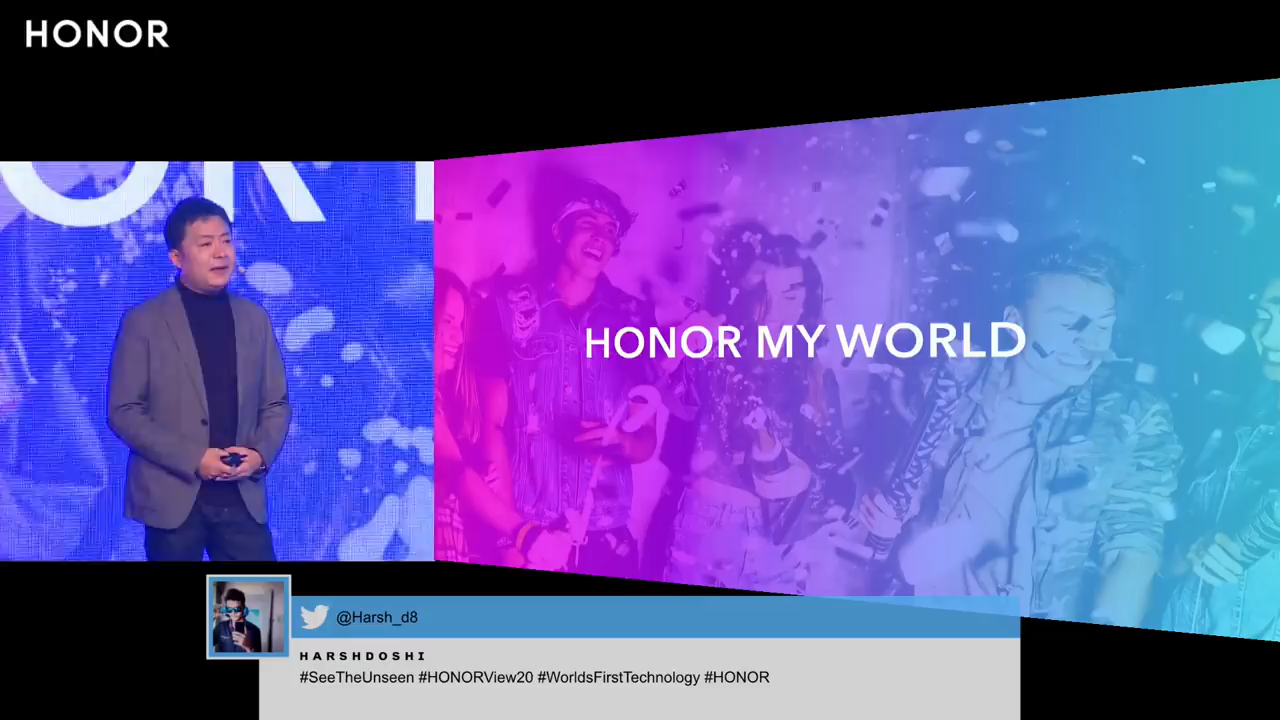 HONOR
HONOR MY WORLD
@Harsh_d8
HARSHDOSHI
#SeeTheUnseen #HONORView20 #WorldsFirstTechnology #HONOR